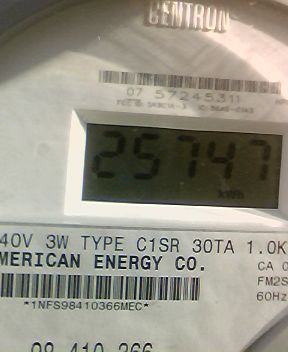 CENTRON
07 57245311
25747
kWh
40V 3W TYPE C1SR 30TA 1.0K
MERICAN ENERGY CO.
CA 0
FM2S
60Hz
*1NFS98410366MEC*
98 410 366